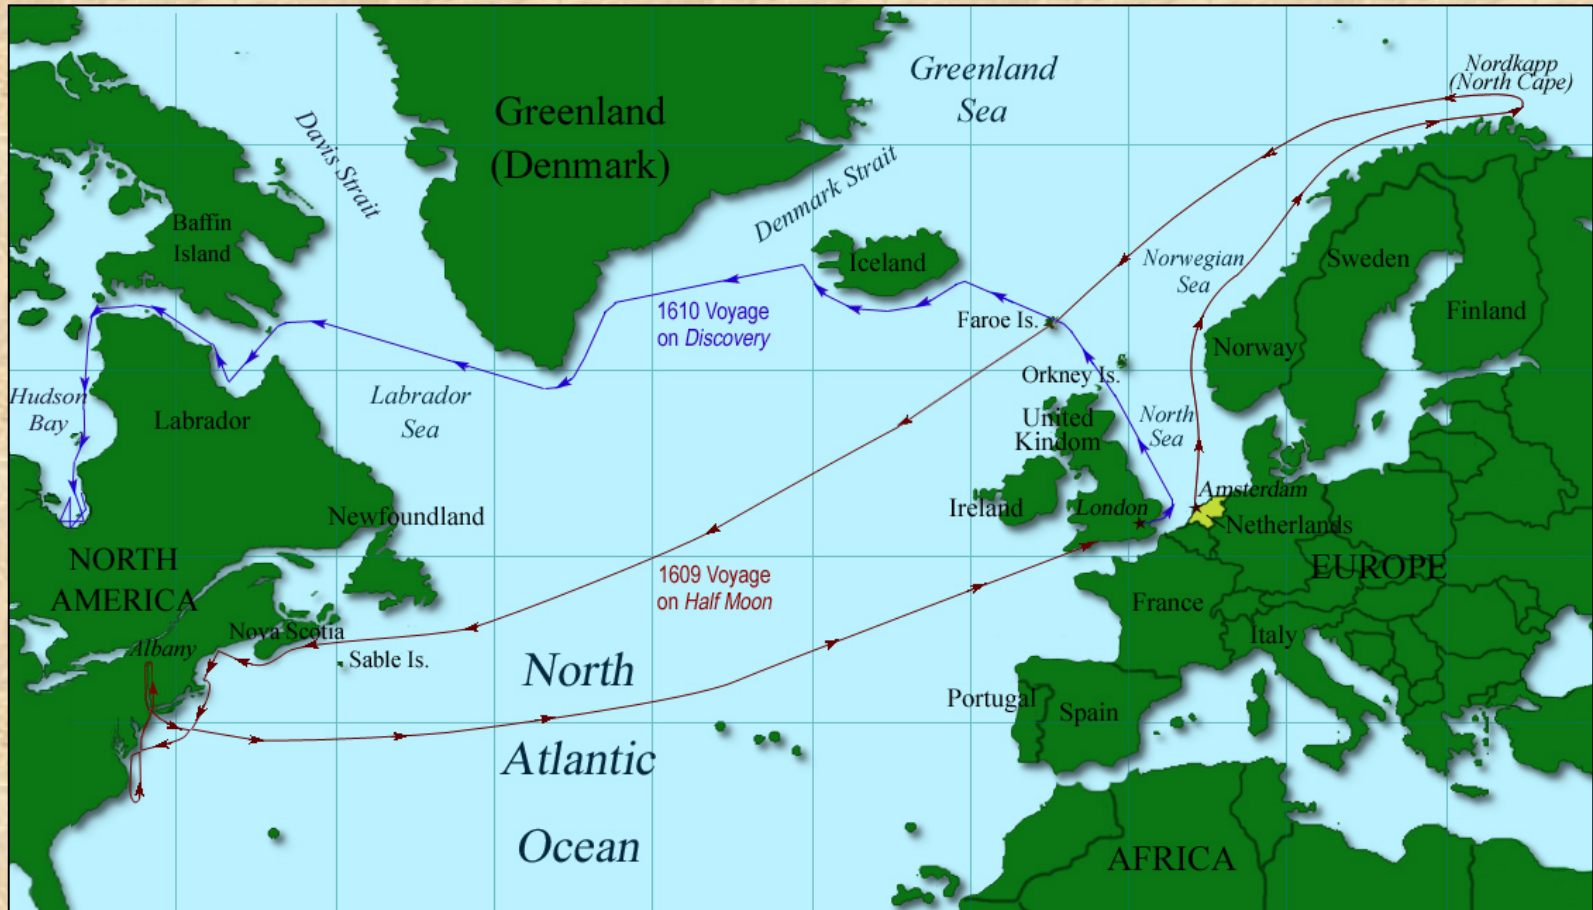 Nordkapp
(North Cape)
Greenland
Sea
Greenland
(Denmark)
Davis Strait
Denmark Strait
Baffin
Island
Iceland
Norwegian
Sea
Sweden
Finland
1610 Voyage
on Discovery
Faroe Is.
Norway
Orkney Is.
Hudson
Bay
Labrador
Labrador
Sea
United
Kindom
North
Sea
Ireland
London
Amsterdam
Netherlands
Newfoundland
NORTH
AMERICA
EUROPE
1609 Voyage
on Half Moon
France
Italy
Nova Scotia
Albany
Sable Is.
North
Atlantic
Ocean
Portugal
Spain
AFRICA